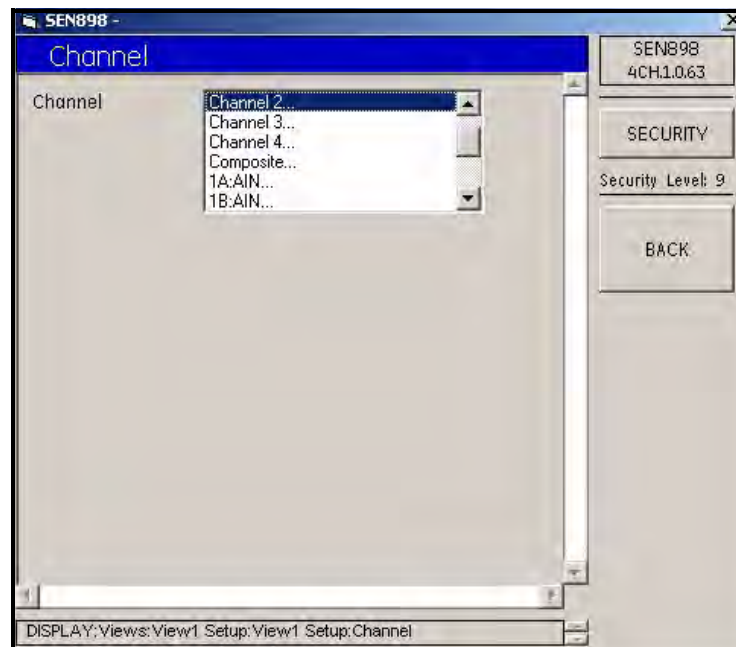 SEN898 -
Channel
Channel
Channel 2...
Channel 3...
Channel 4...
Composite...
1A:AIN...
1B:AIN...
SEN898
4CH.1.0.63
SECURITY
Security Level: 9
BACK
DISPLAY:Views:View1 Setup:View1 Setup:Channel